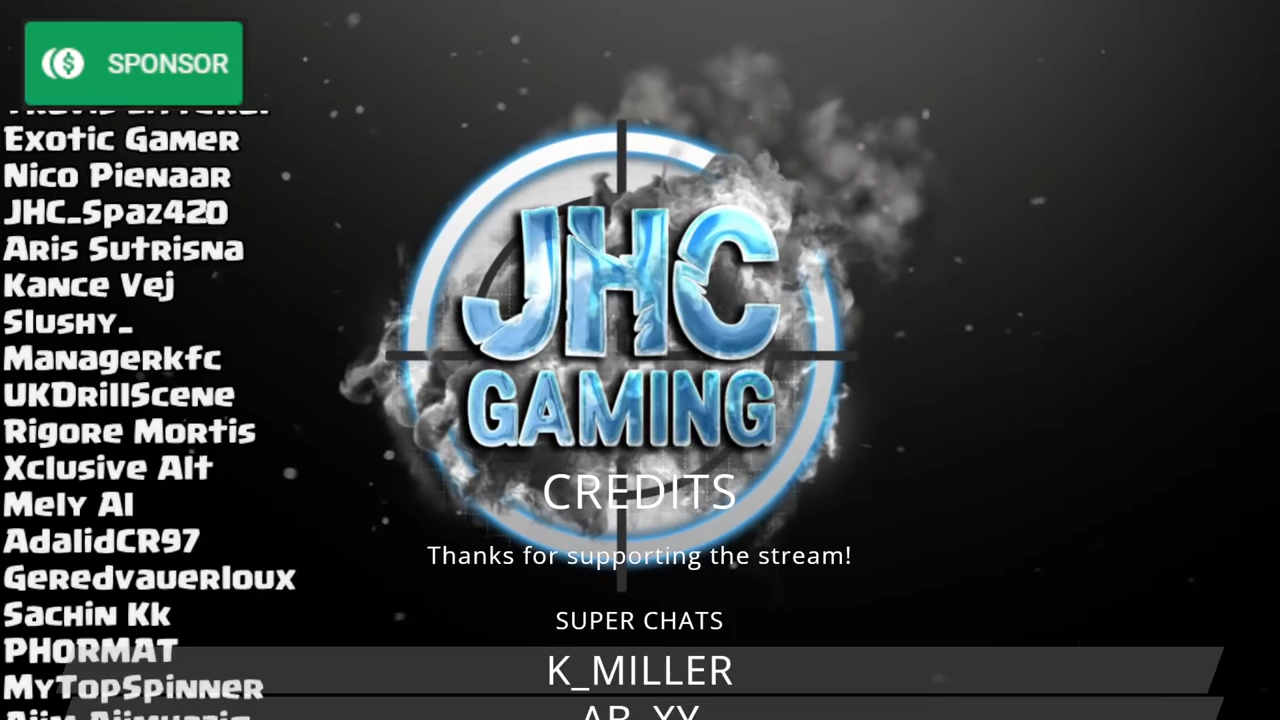 SPONSOR
Exotic Gamer
Nico Pienaar
JHC_Spaz420
Aris Sutrisna
Kance Vej
Slushy_
Managerkfc
UKDrillScene
Rigore Mortis
Xclusive Alt
Mely Al
AdalidCR97
Geredvauerloux
Sachin Kk
PHORMAT
MyTopSpinner
JHC
GAMING
CREDITS
Thanks for supporting the stream!
SUPER CHATS
K_MILLER